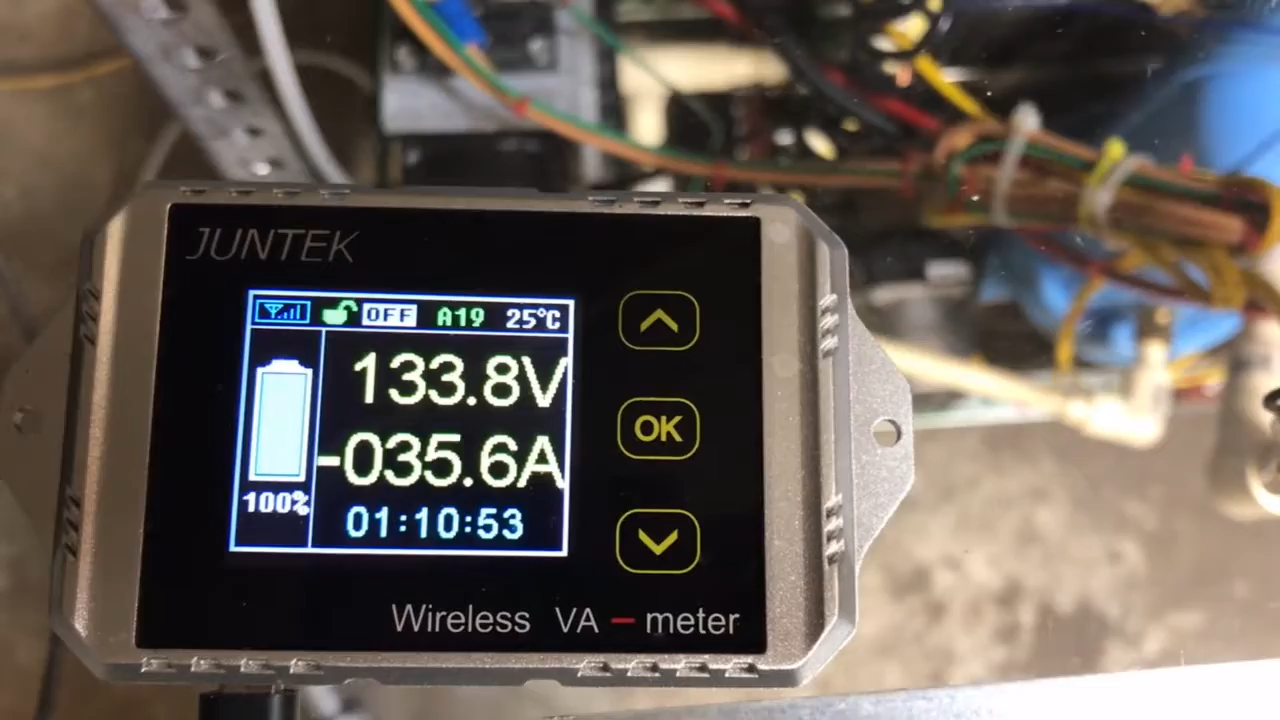 JUNTEK
OFF A19 25°C
133.8V
-035.6A
100%
01:10:53
OK
Wireless VA - meter